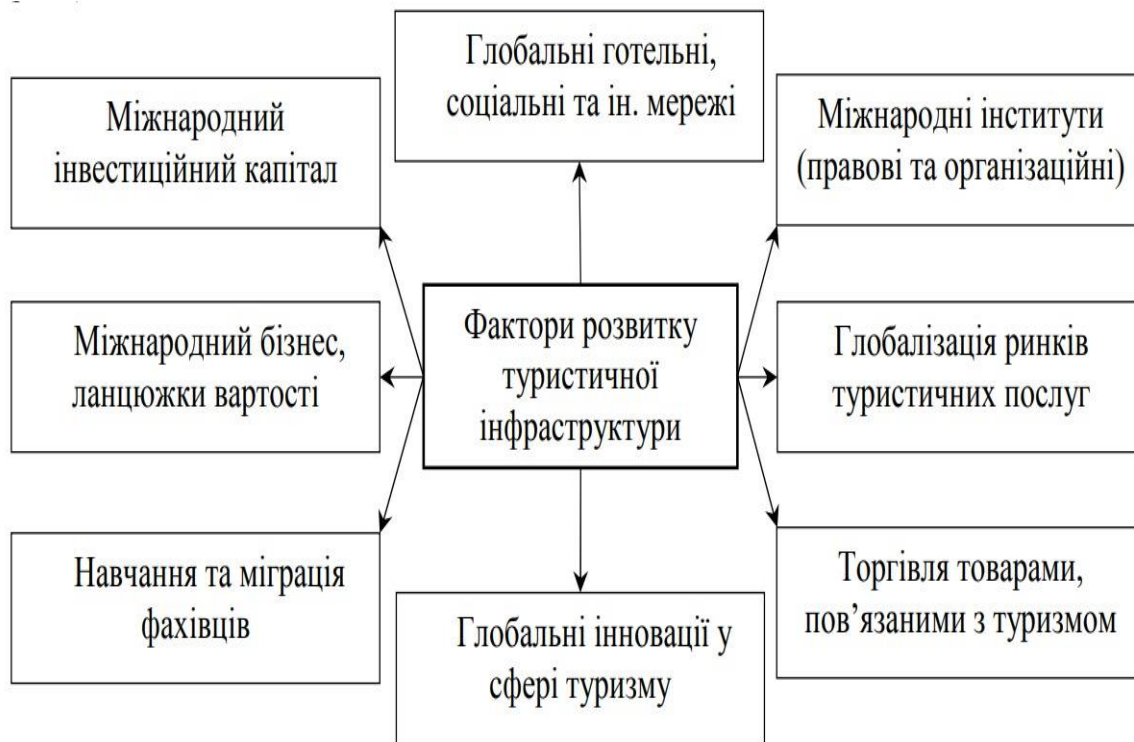 Глобальні готельні,
соціальні та ін. мережі
Міжнародний
інвестиційний капітал
Міжнародні інститути
(правові та організаційні)
Міжнародний бізнес,
ланцюжки вартості
Фактори розвитку
туристичної
інфраструктури
Глобалізація ринків
туристичних послуг
Навчання та міграція
фахівців
Глобальні інновації у
сфері туризму
Торгівля товарами,
пов’язаними з туризмом